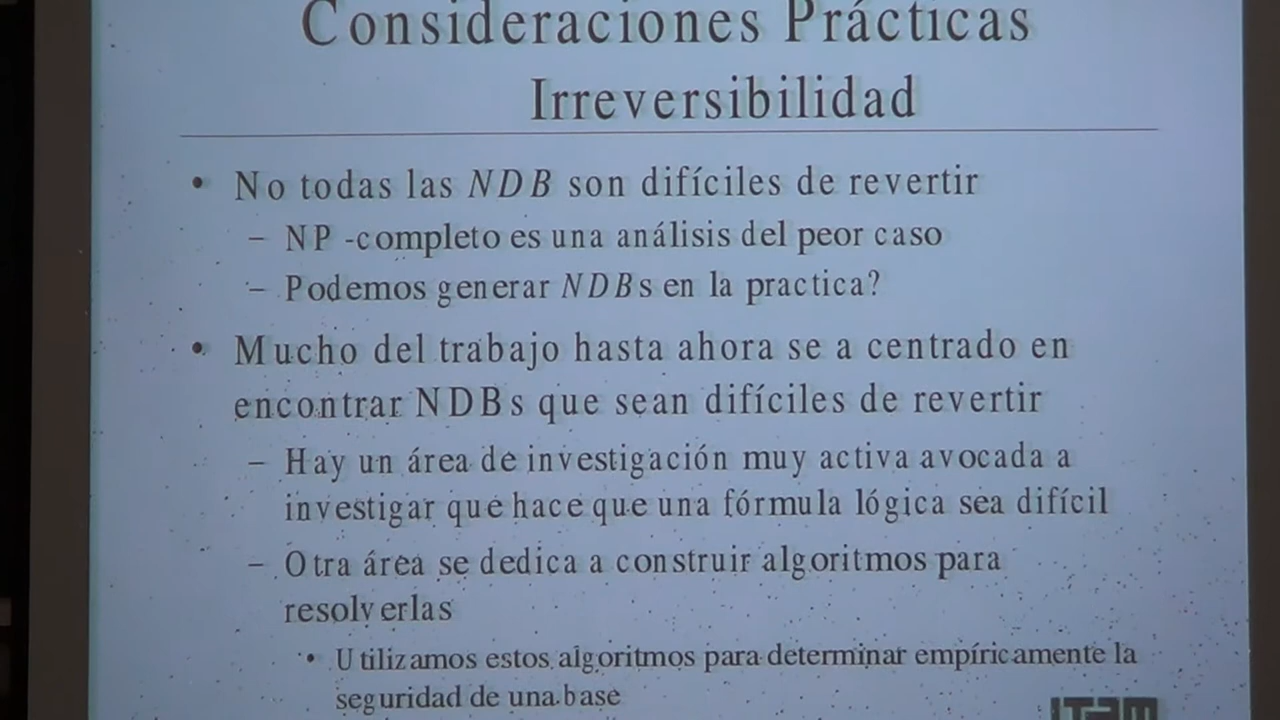 Consideraciones Prácticas
Irreversibilidad
• No todas las NDB son difíciles de revertir
– NP -completo es una análisis del peor caso
– Podemos generar NDBs en la practica?
• Mucho del trabajo hasta ahora se a centrado en
encontrar NDBs que sean difíciles de revertir
– Hay un área de investigación muy activa avocada a
investigar que hace que una fórmula lógica sea difícil
– Otra área se dedica a construir algoritmos para
resolverlas
• Utilizamos estos algoritmos para determinar empíricamente la
seguridad de una base
ITAM